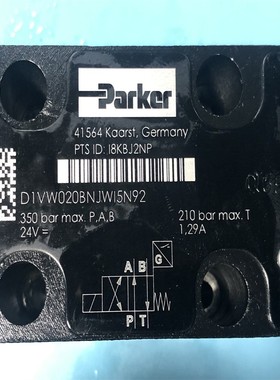 Parker
41564 Kaarst, Germany
PTS ID: I8KBJ2NP
D1VW020BNJWI5N92
350 bar max. P,A,B 210 bar max. T
24V= 1,29A
G
A B
P T